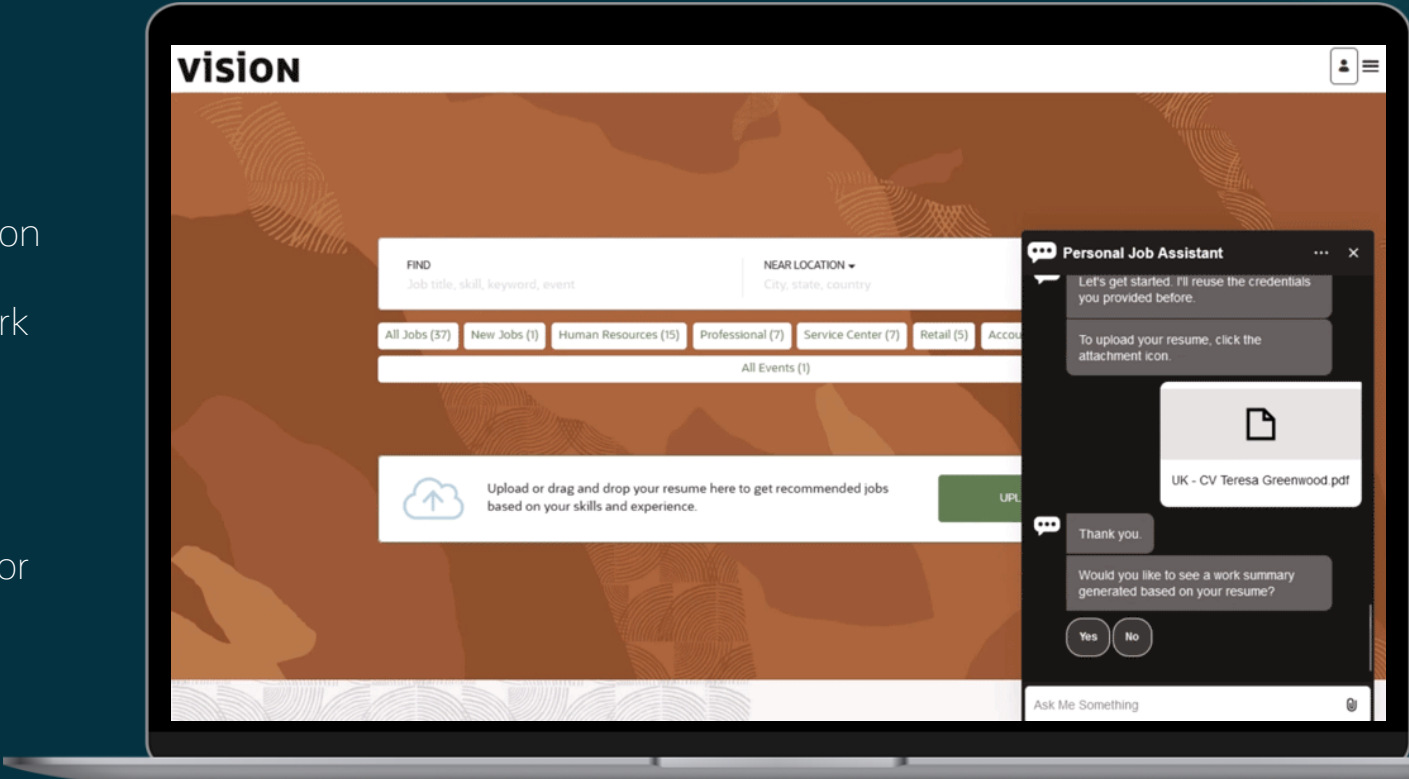 on
rk
or
vision
FIND
Job title, skill, keyword, event
NEAR LOCATION
City, state, country
All Jobs (37)
New Jobs (1)
Human Resources (15)
Professional (7)
Service Center (7)
Retail (5)
Accou
All Events (1)
Upload or drag and drop your resume here to get recommended jobs
based on your skills and experience.
UPL
Personal Job Assistant
Let's get started. I'll reuse the credentials
you provided before.
To upload your resume, click the
attachment icon.
UK - CV Teresa Greenwood.pdf
Thank you.
Would you like to see a work summary
generated based on your resume?
Yes
No
Ask Me Something